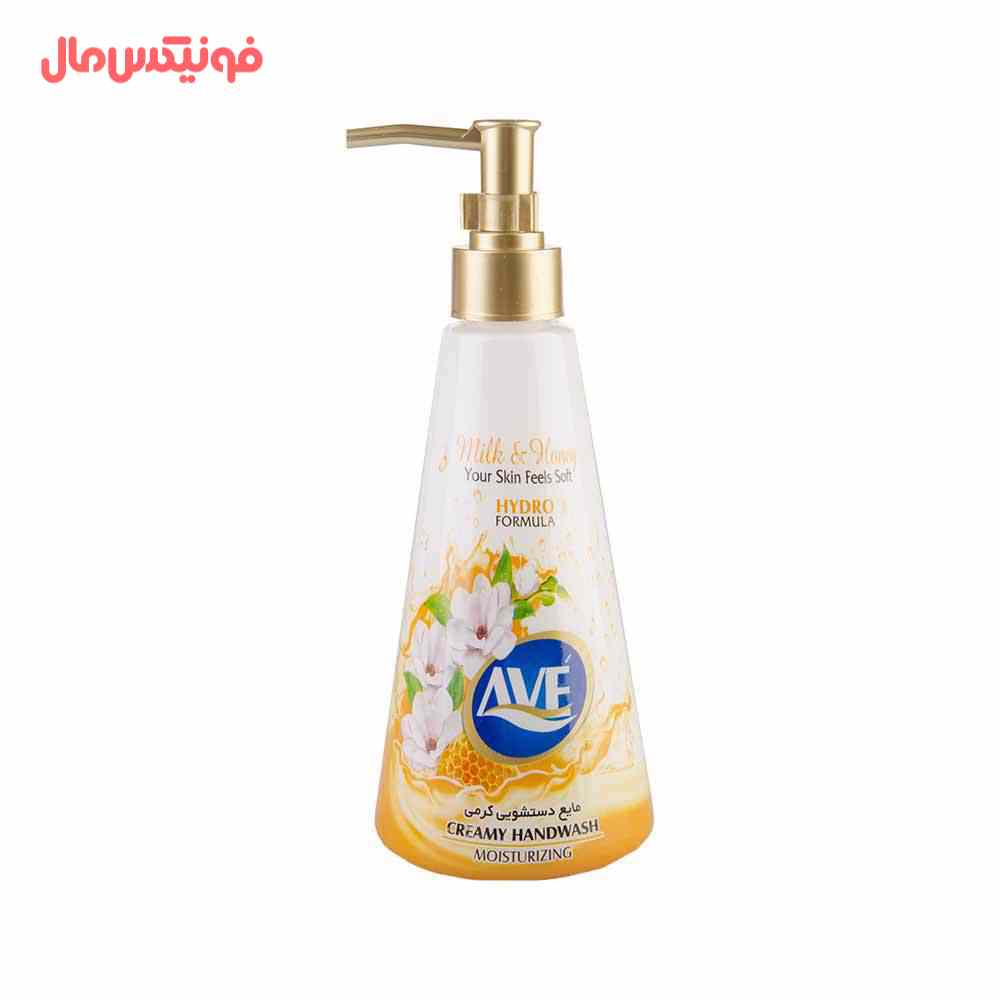 فونیکس‌مال
Milk & Honey
Your Skin Feels Soft
HYDRO
FORMULA
AVÉ
مایع دستشویی کرمی
CREAMY HANDWASH
MOISTURIZING